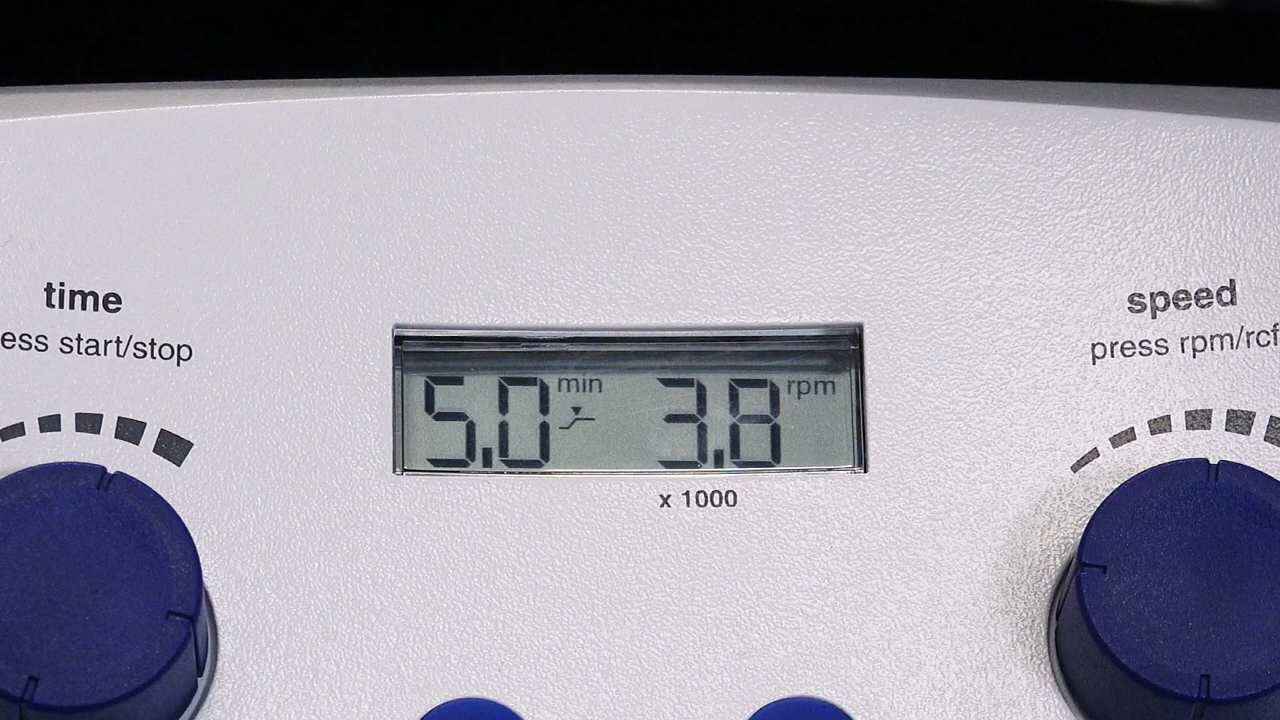 time
ess start/stop
speed
press rpm/rcf
5.0 min 3.8 rpm
x 1000